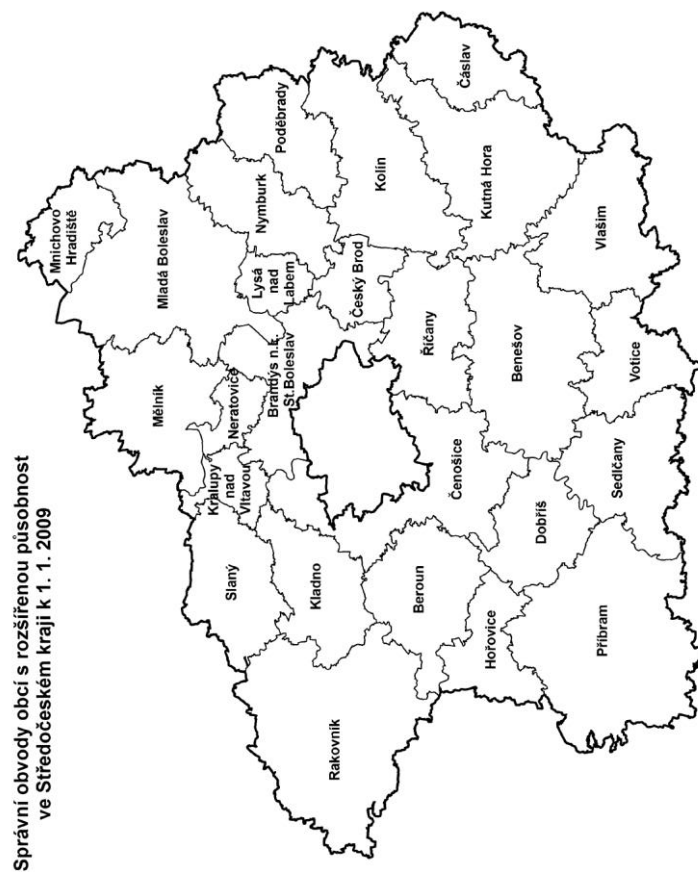 Správní obvody obcí s rozšířenou působnost
ve Středočeském kraji k 1. 1. 2009
Mnichovo
Hradiště
Mladá Boleslav
Mělník
Kralupy
nad
Vltavou
Neratovice
Brandýs n.L.
St.Boleslav
Lysá
nad
Labem
Nymburk
Poděbrady
Slaný
Kladno
Rakovník
Český Brod
Kolín
Čáslav
Kutná Hora
Říčany
Čenošice
Beroun
Hořovice
Dobříš
Benešov
Vlašim
Votice
Sedlčany
Příbram